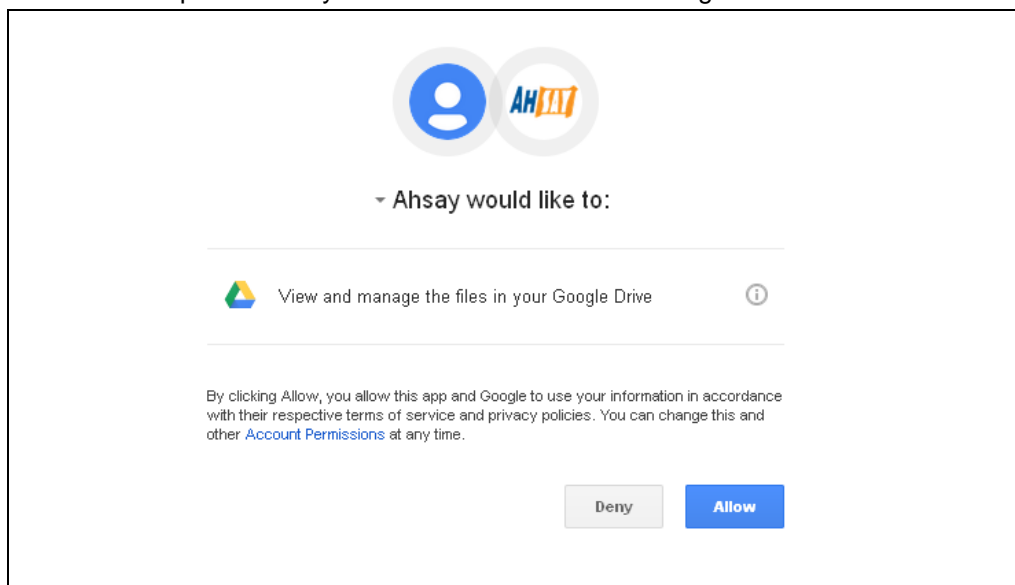 AHSAY
Ahsay would like to:
View and manage the files in your Google Drive
By clicking Allow, you allow this app and Google to use your information in accordance
with their respective terms of service and privacy policies. You can change this and
other Account Permissions at any time.
Deny Allow